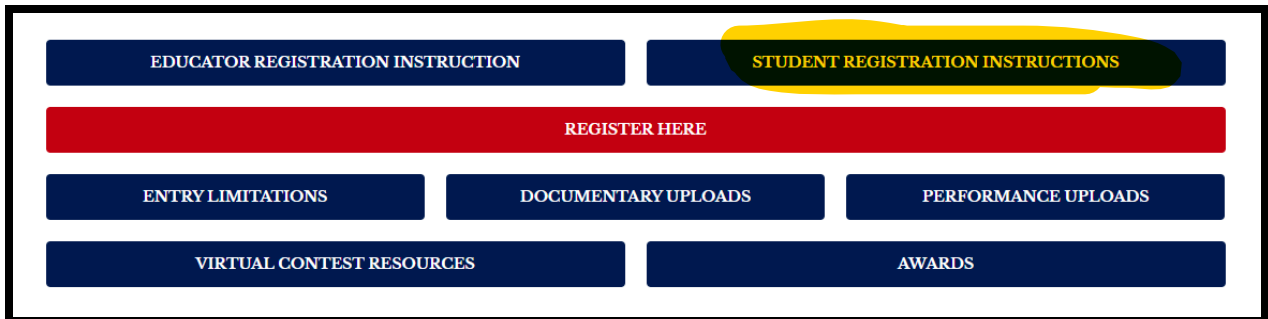 EDUCATOR REGISTRATION INSTRUCTION
STUDENT REGISTRATION INSTRUCTIONS
REGISTER HERE
ENTRY LIMITATIONS
DOCUMENTARY UPLOADS
PERFORMANCE UPLOADS
VIRTUAL CONTEST RESOURCES
AWARDS